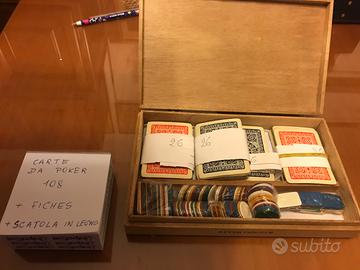 CARTE
DA POKER
108
+ FICHES
+ SCATOLA IN LEGNO
26
26
subito